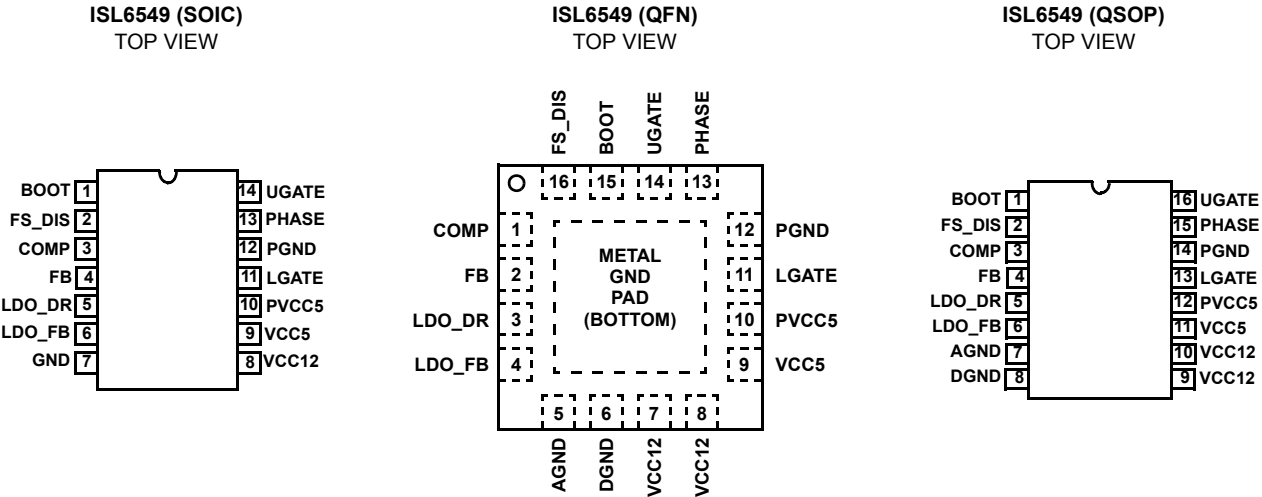 ISL6549 (SOIC)
TOP VIEW
BOOT 1
FS_DIS 2
COMP 3
FB 4
LDO_DR 5
LDO_FB 6
GND 7
14 UGATE
13 PHASE
12 PGND
11 LGATE
10 PVCC5
9 VCC5
8 VCC12
ISL6549 (QFN)
TOP VIEW
FS_DIS BOOT UGATE PHASE
16 15 14 13
COMP 1
FB 2
LDO_DR 3
LDO_FB 4
METAL
GND
PAD
(BOTTOM)
12 PGND
11 LGATE
10 PVCC5
9 VCC5
5 6 7 8
AGND DGND VCC12 VCC12
ISL6549 (QSOP)
TOP VIEW
BOOT 1
FS_DIS 2
COMP 3
FB 4
LDO_DR 5
LDO_FB 6
AGND 7
DGND 8
16 UGATE
15 PHASE
14 PGND
13 LGATE
12 PVCC5
11 VCC5
10 VCC12
9 VCC12